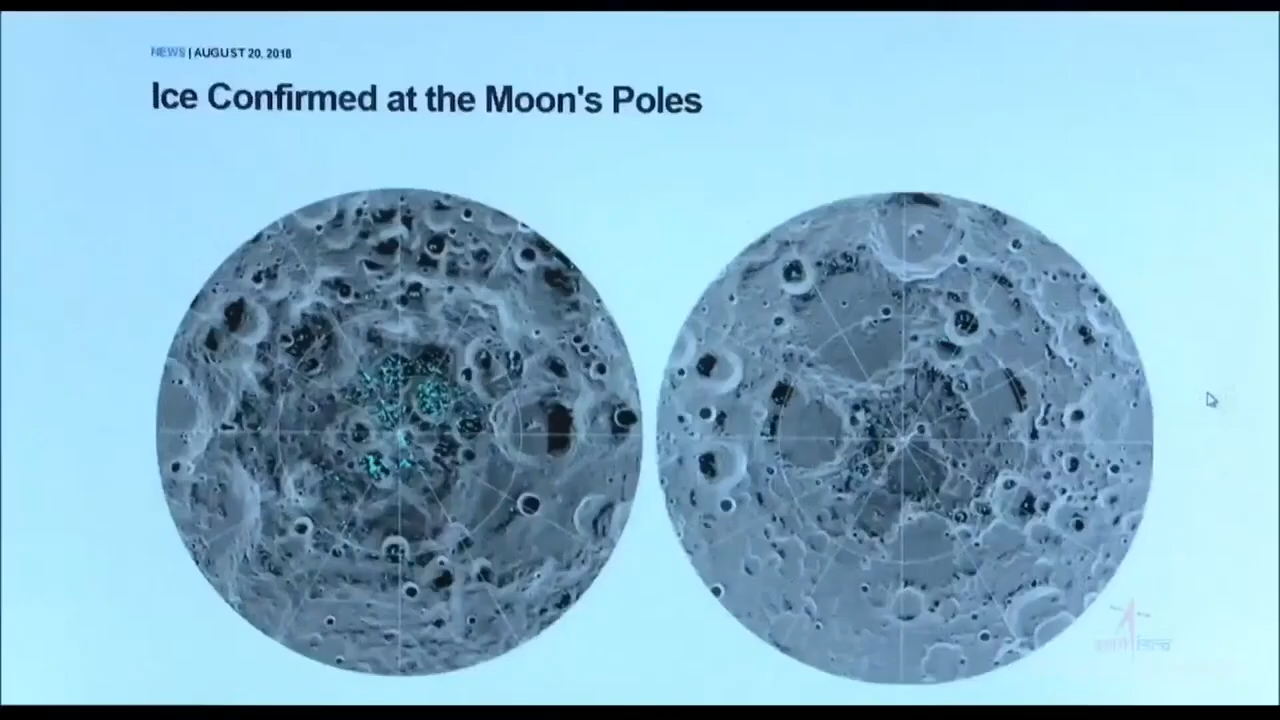 NEWS | AUGUST 20, 2018
Ice Confirmed at the Moon's Poles